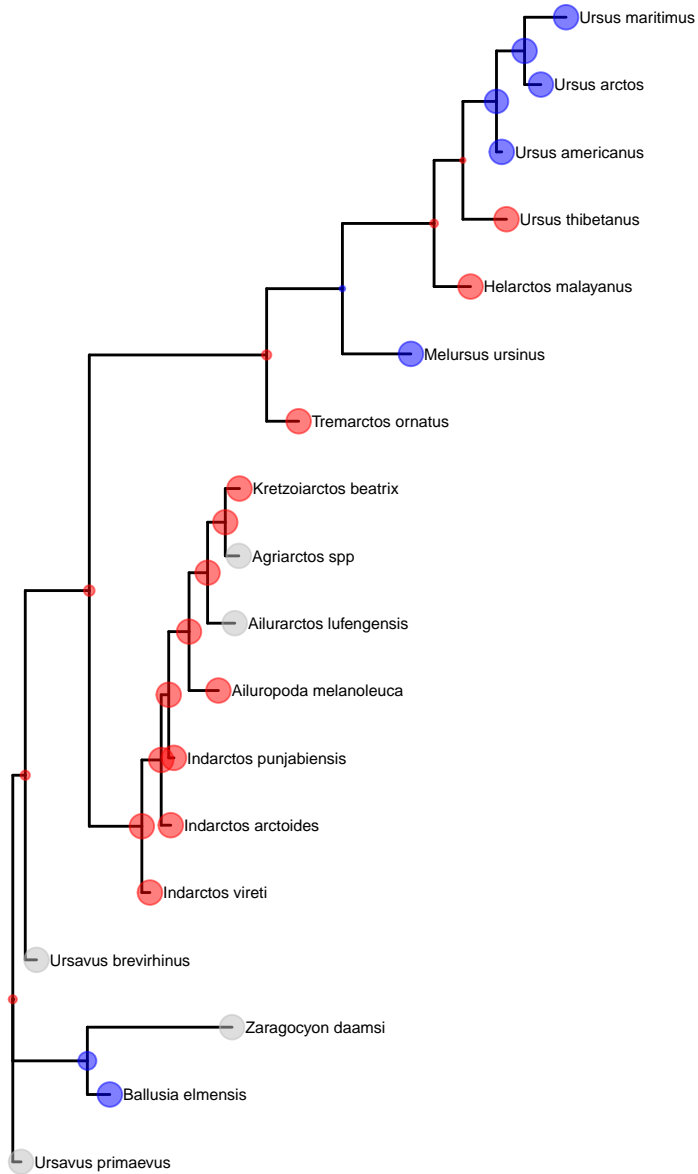 Ursus maritimus
Ursus arctos
Ursus americanus
Ursus thibetanus
Helarctos malayanus
Melursus ursinus
Tremarctos ornatus
Kretzoiarctos beatrix
Agriarctos spp
Ailurarctos lufengensis
Ailuropoda melanoleuca
Indarctos punjabiensis
Indarctos arctoides
Indarctos vireti
Ursavus brevirhinus
Zaragocyon daamsi
Ballusia elmensis
Ursavus primaevus